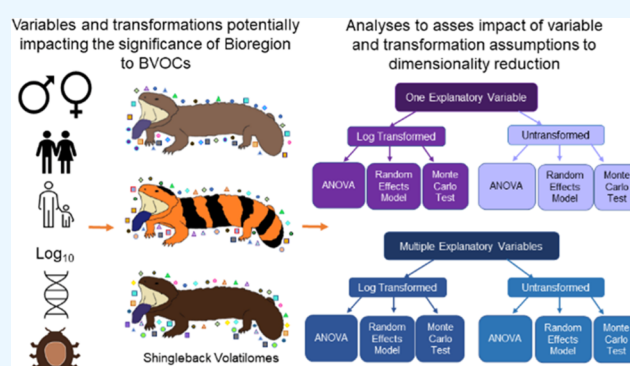 Variables and transformations potentially
impacting the significance of Bioregion
to BVOCs
Log10
Shingleback Volatilomes
Analyses to asses impact of variable
and transformation assumptions to
dimensionality reduction
One Explanatory Variable
Log Transformed
Untransformed
ANOVA
Random
Effects
Model
Monte
Carlo
Test
ANOVA
Random
Effects
Model
Monte
Carlo
Test
Multiple Explanatory Variables
Log Transformed
Untransformed
ANOVA
Random
Effects
Model
Monte
Carlo
Test
ANOVA
Random
Effects
Model
Monte
Carlo
Test